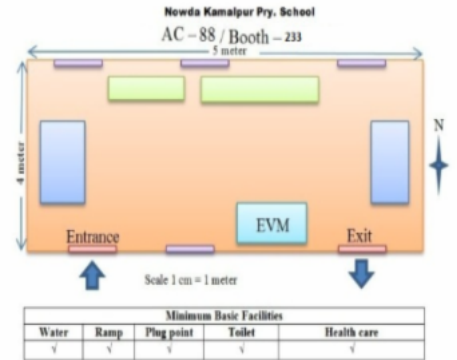 Nowda Kamalpur Pry. School
AC – 88 / Booth – 233
5 meter
4 meter
N
EVM
Entrance
Exit
Scale 1 cm = 1 meter
Minimum Basic Facilities
Water Ramp Plug point Toilet Health care
√ √ √ √ √